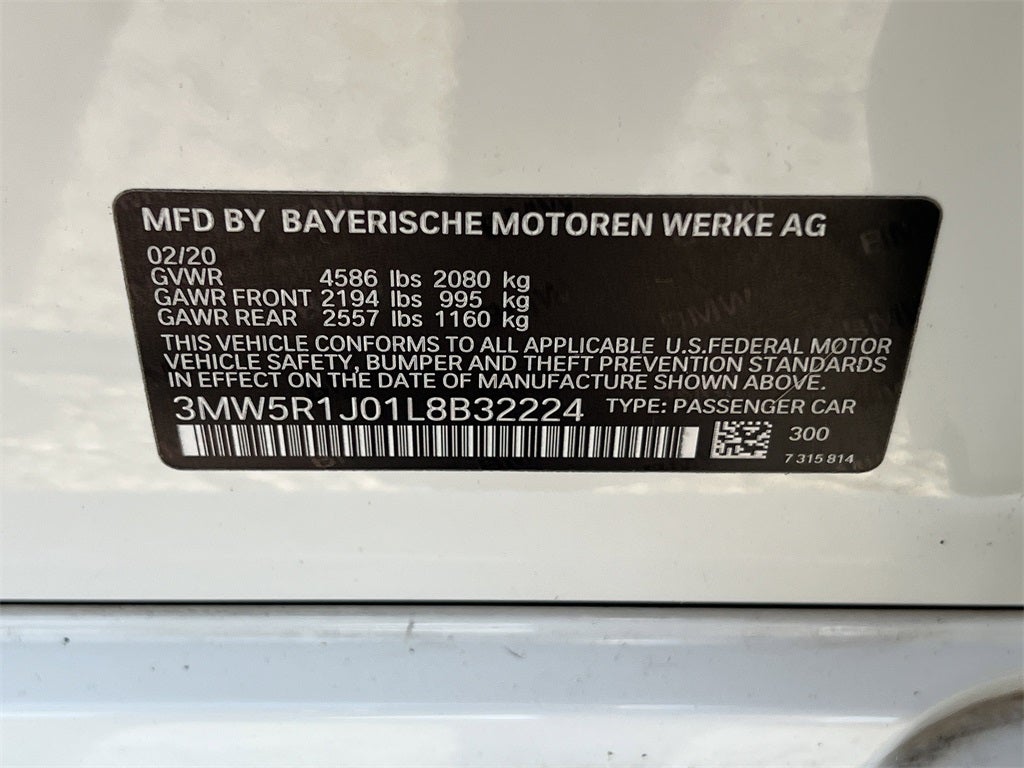 MFD BY BAYERISCHE MOTOREN WERKE AG
02/20
GVWR 4586 lbs 2080 kg
GAWR FRONT 2194 lbs 995 kg
GAWR REAR 2557 lbs 1160 kg
THIS VEHICLE CONFORMS TO ALL APPLICABLE U.S.FEDERAL MOTOR
VEHICLE SAFETY, BUMPER AND THEFT PREVENTION STANDARDS
IN EFFECT ON THE DATE OF MANUFACTURE SHOWN ABOVE.
3MW5R1J01L8B32224 TYPE: PASSENGER CAR
300
7 315 814